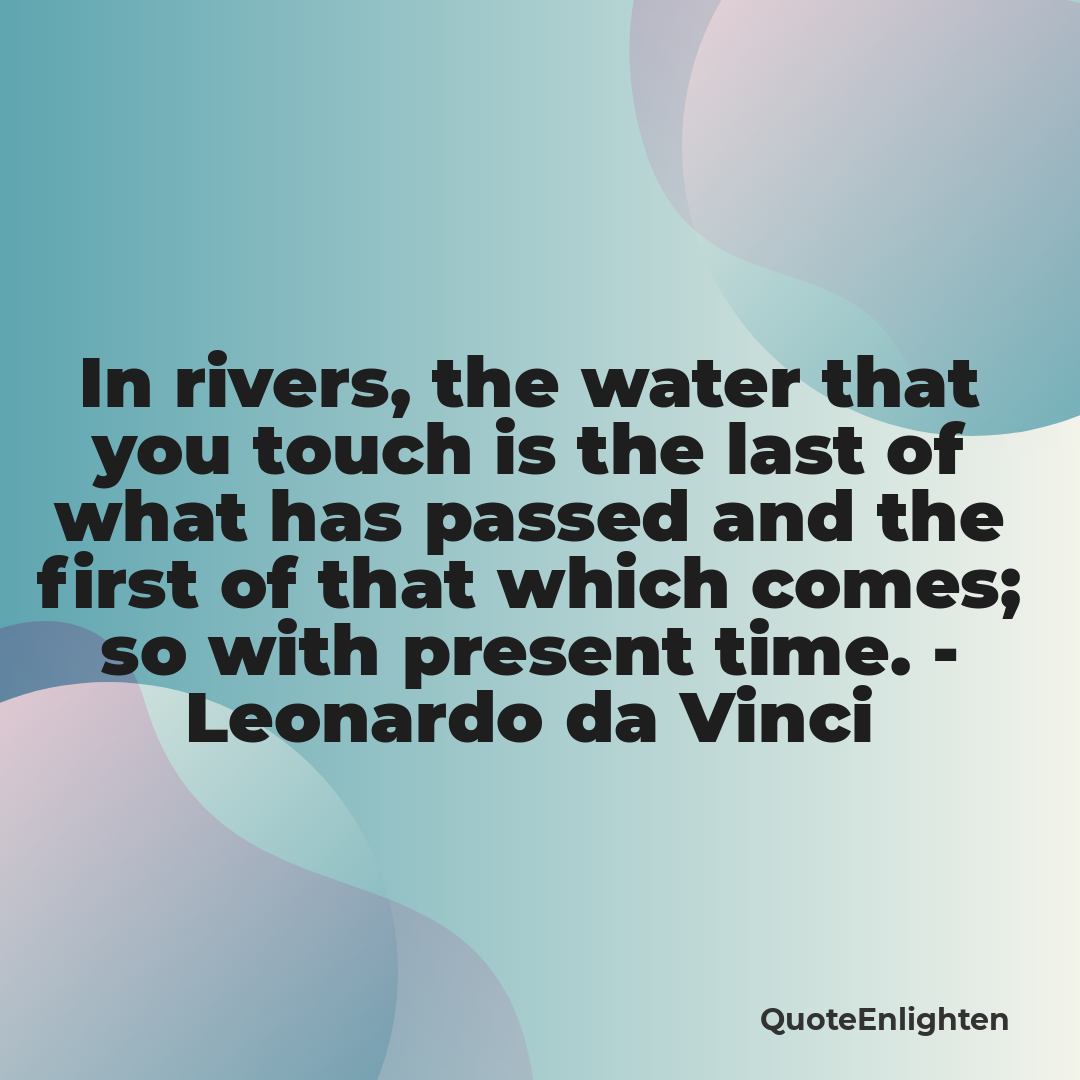 In rivers, the water that
you touch is the last of
what has passed and the
first of that which comes;
so with present time. -
Leonardo da Vinci
QuoteEnlighten